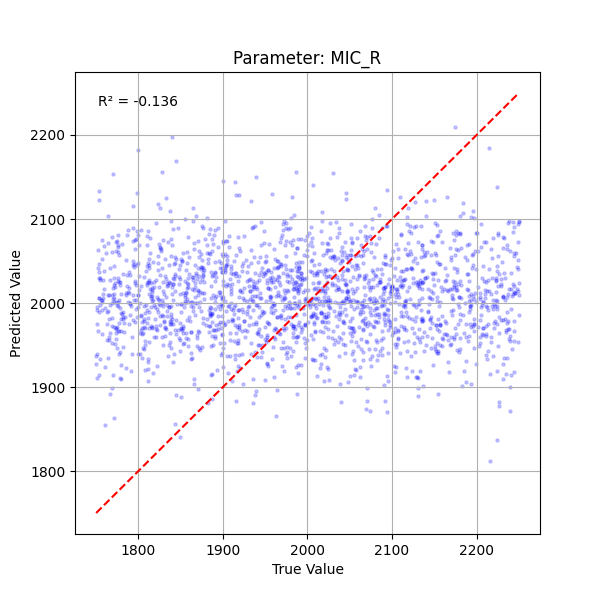 Parameter: MIC_R
R² = -0.136
2200
2100
2000
1900
1800
Predicted Value
1800 1900 2000 2100 2200
True Value